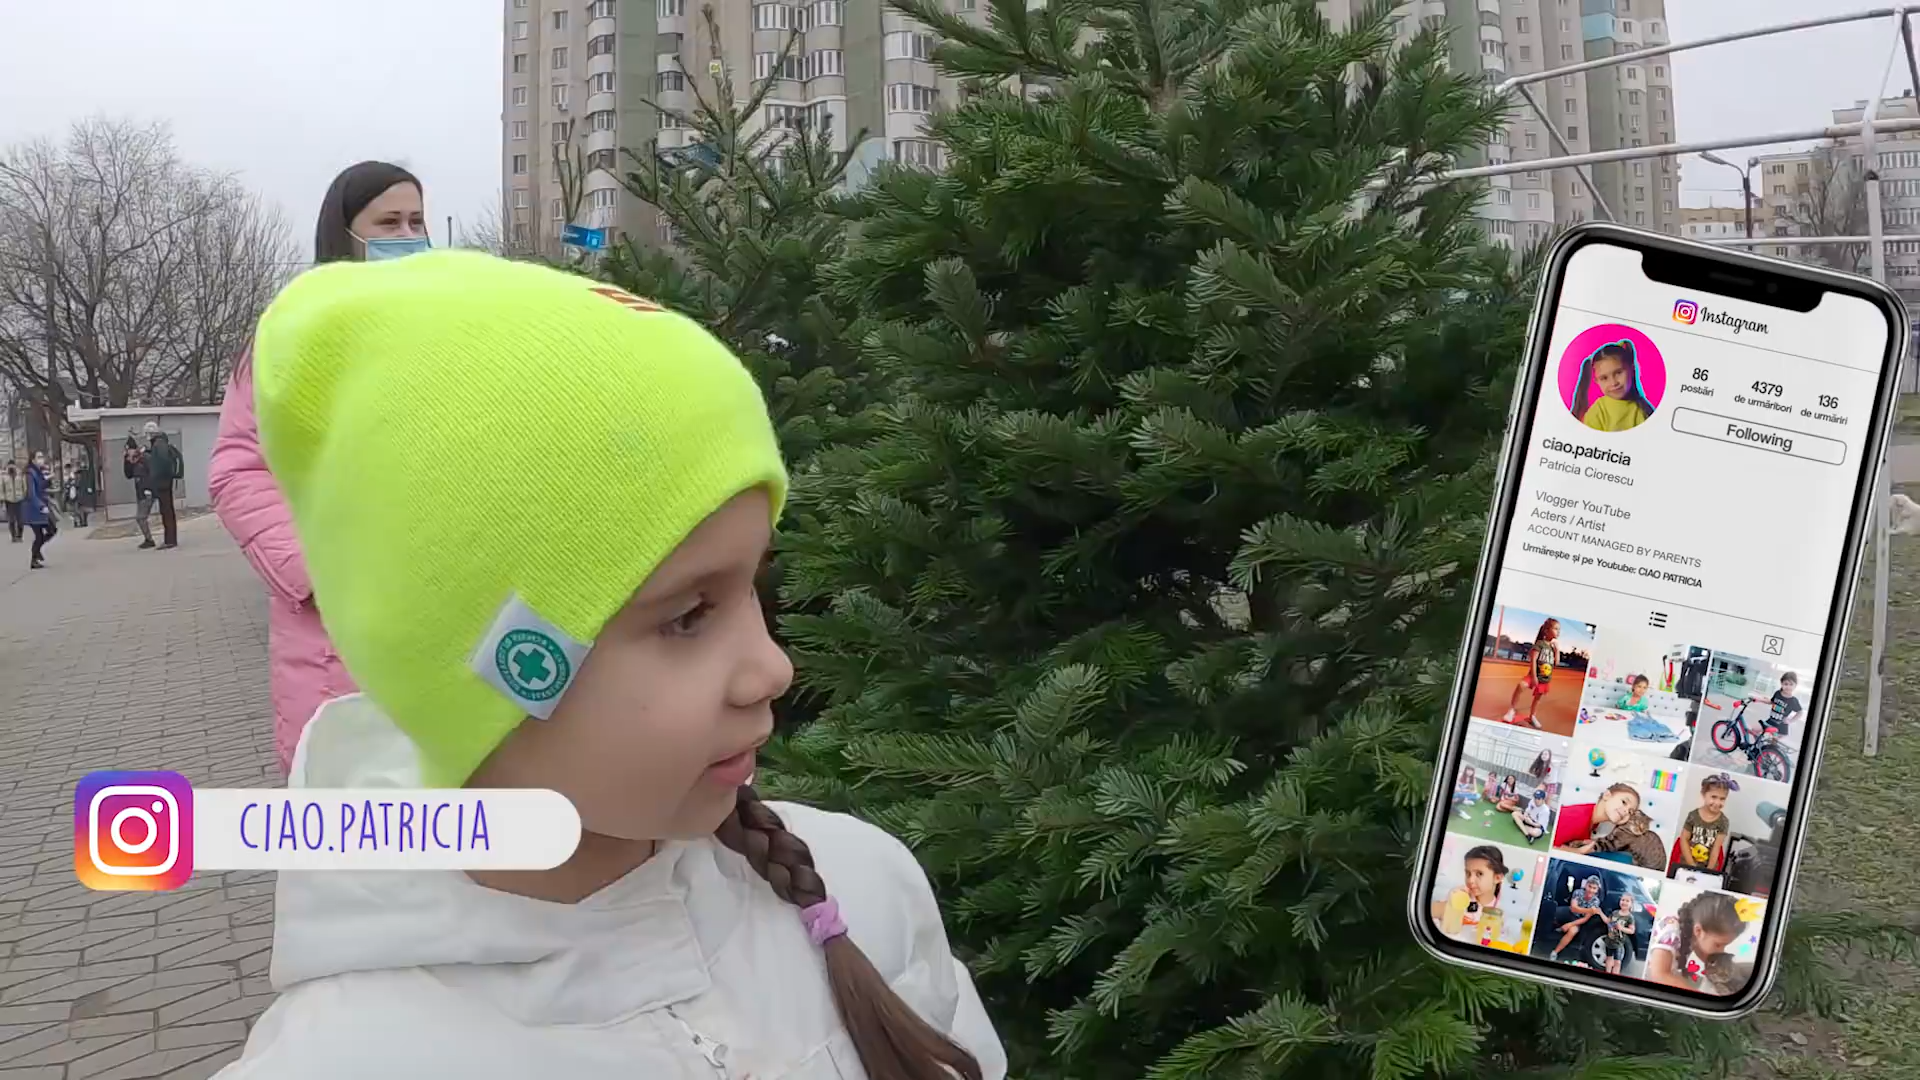 Instagram
86
postări
4379
de urmăritori
136
de urmăriri
Following
ciao.patricia
Patricia Ciorescu
Vlogger YouTube
Acters / Artist
ACCOUNT MANAGED BY PARENTS
Urmărește și pe Youtube: CIAO PATRICIA
CIAO.PATRICIA